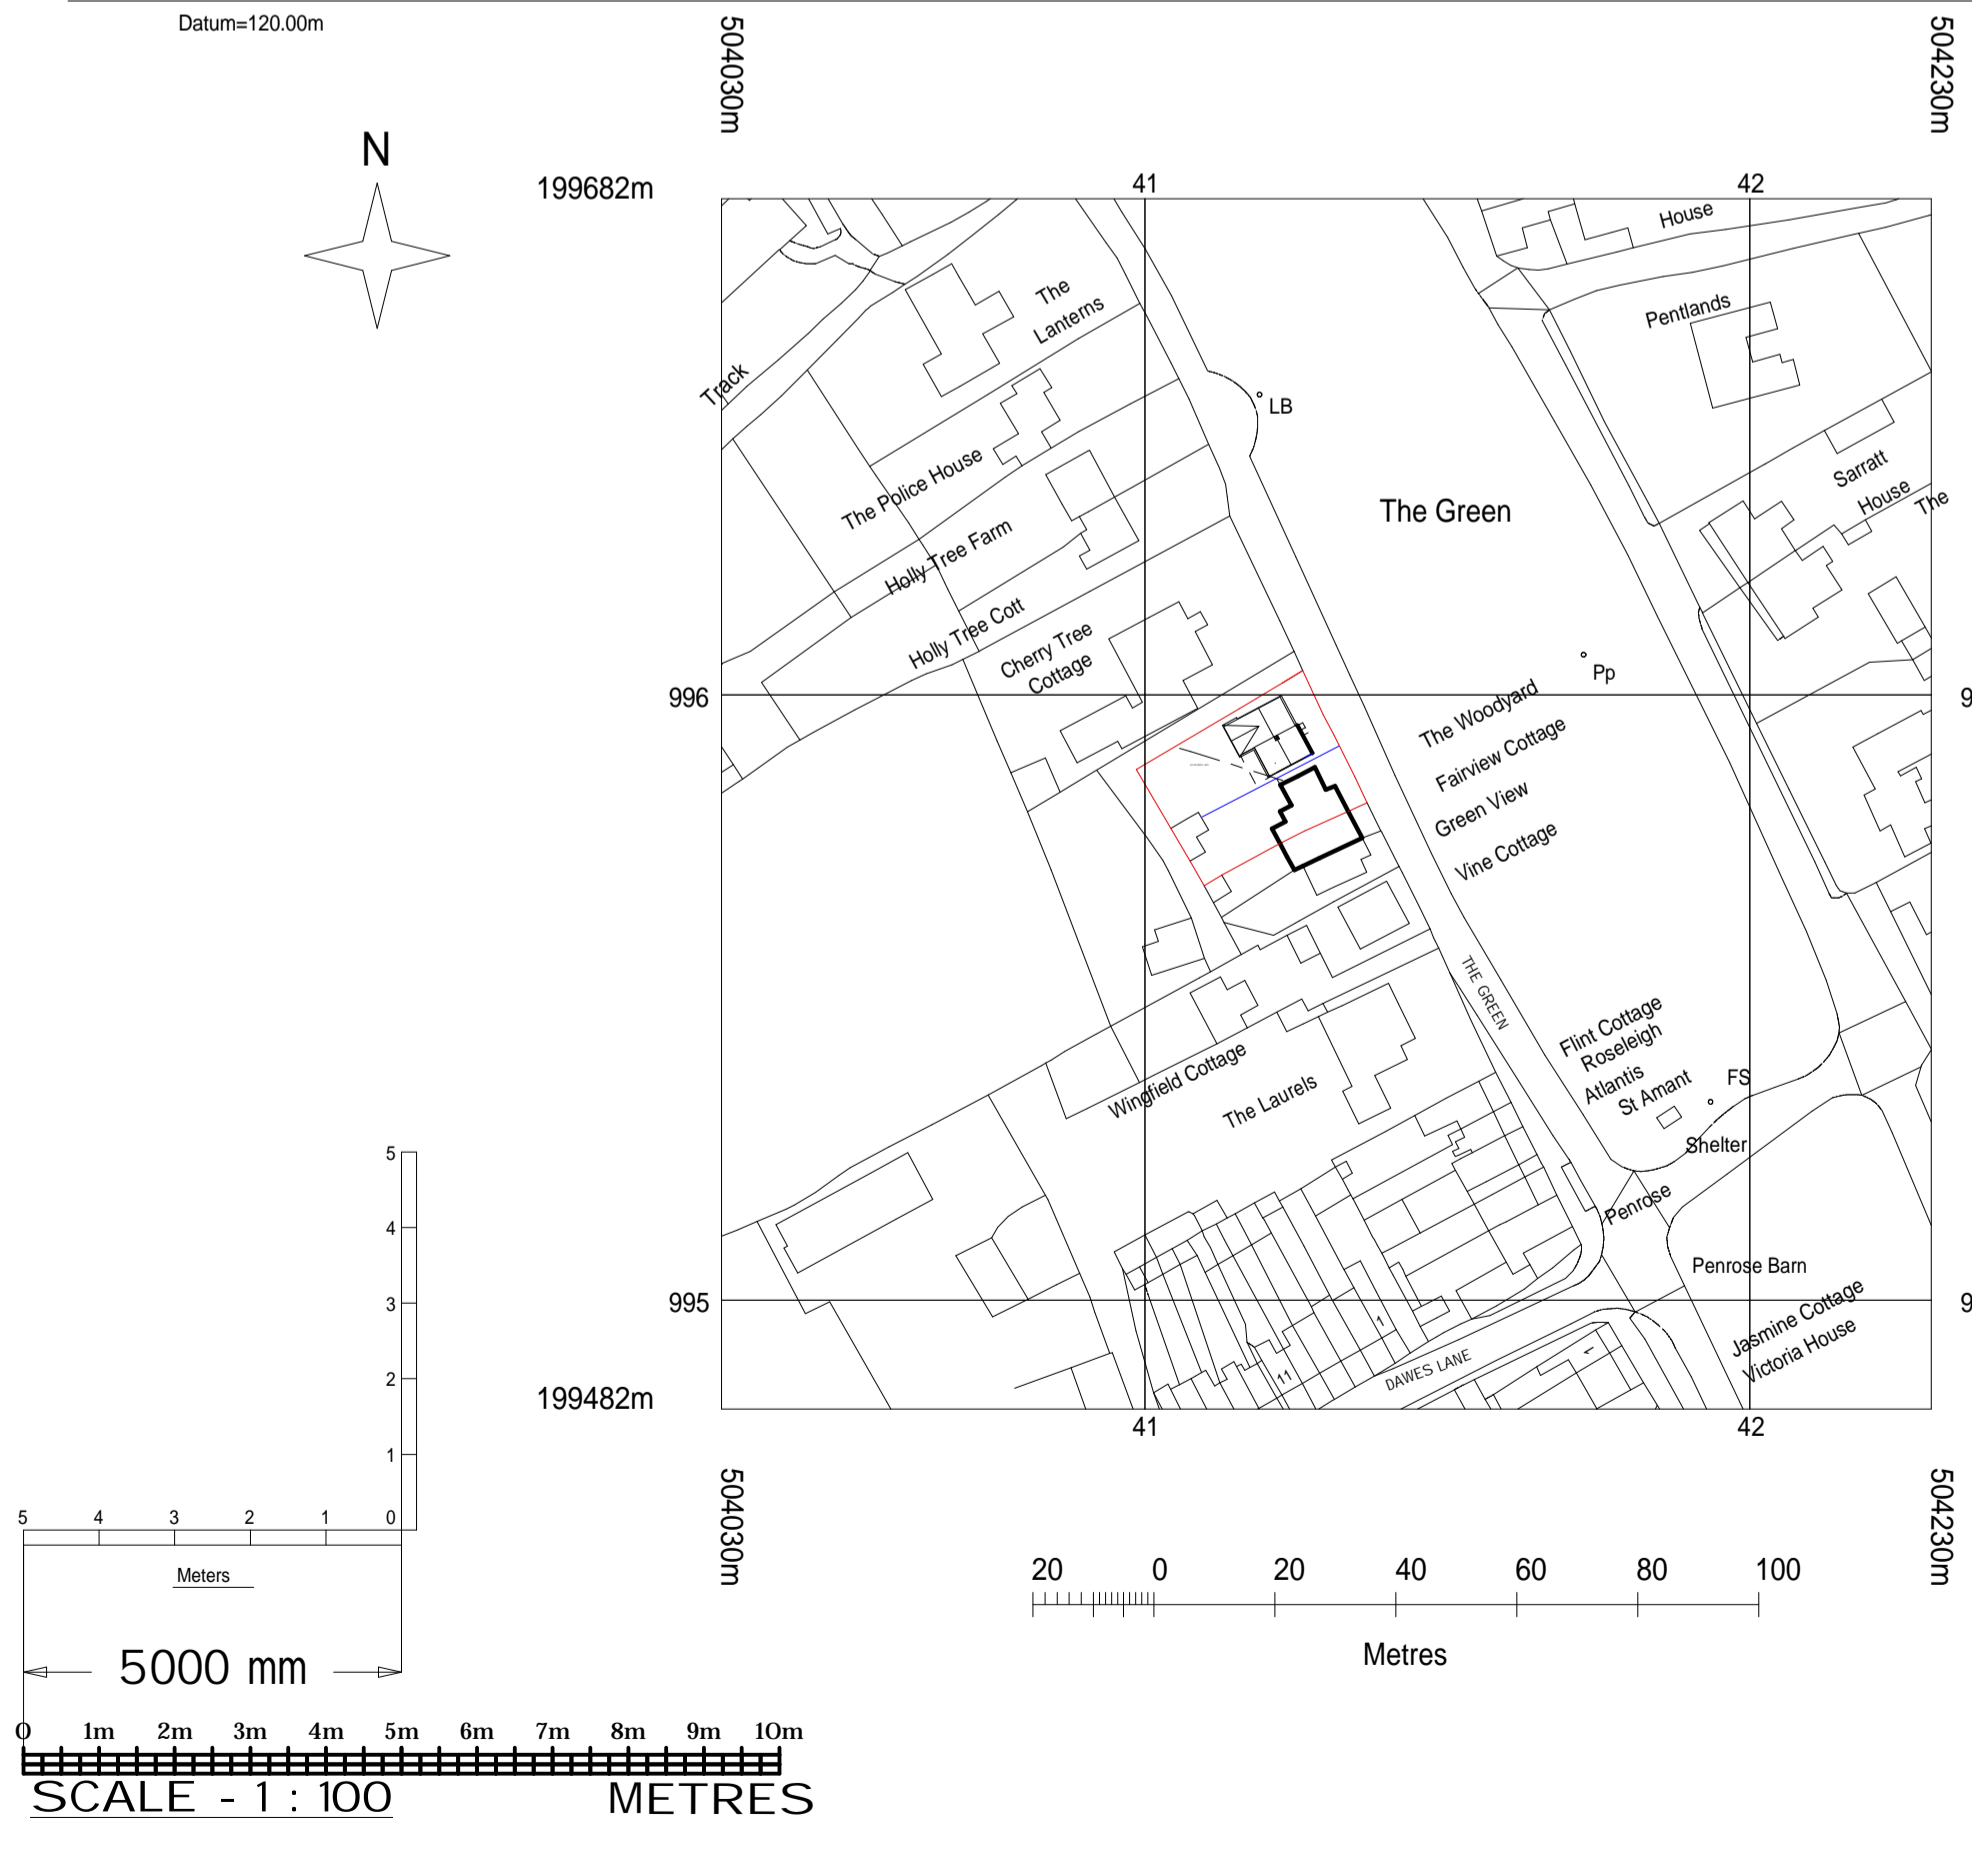 Datum=120.00m
504030m
504230m
N
199682m
41
42
House
The
Lanterns
Pentlands
Track
LB
The Police House
The Green
Sarratt
House
The
Holly Tree Farm
Holly Tree Cott
Cherry Tree
Cottage
Pp
996
9
The Woodyard
Fairview Cottage
Green View
Vine Cottage
THE GREEN
Flint Cottage
Roseleigh
Atlantis
St Amant
FS
Shelter
Wingfield Cottage
The Laurels
Penrose
Penrose Barn
Jasmine Cottage
Victoria House
995
9
1
1
11
DAWES LANE
199482m
41
42
504030m
504230m
5
4
3
2
1
5 4 3 2 1 0
Meters
5000 mm
20 0 20 40 60 80 100
Metres
0 1m 2m 3m 4m 5m 6m 7m 8m 9m 10m
SCALE - 1 : 100 METRES